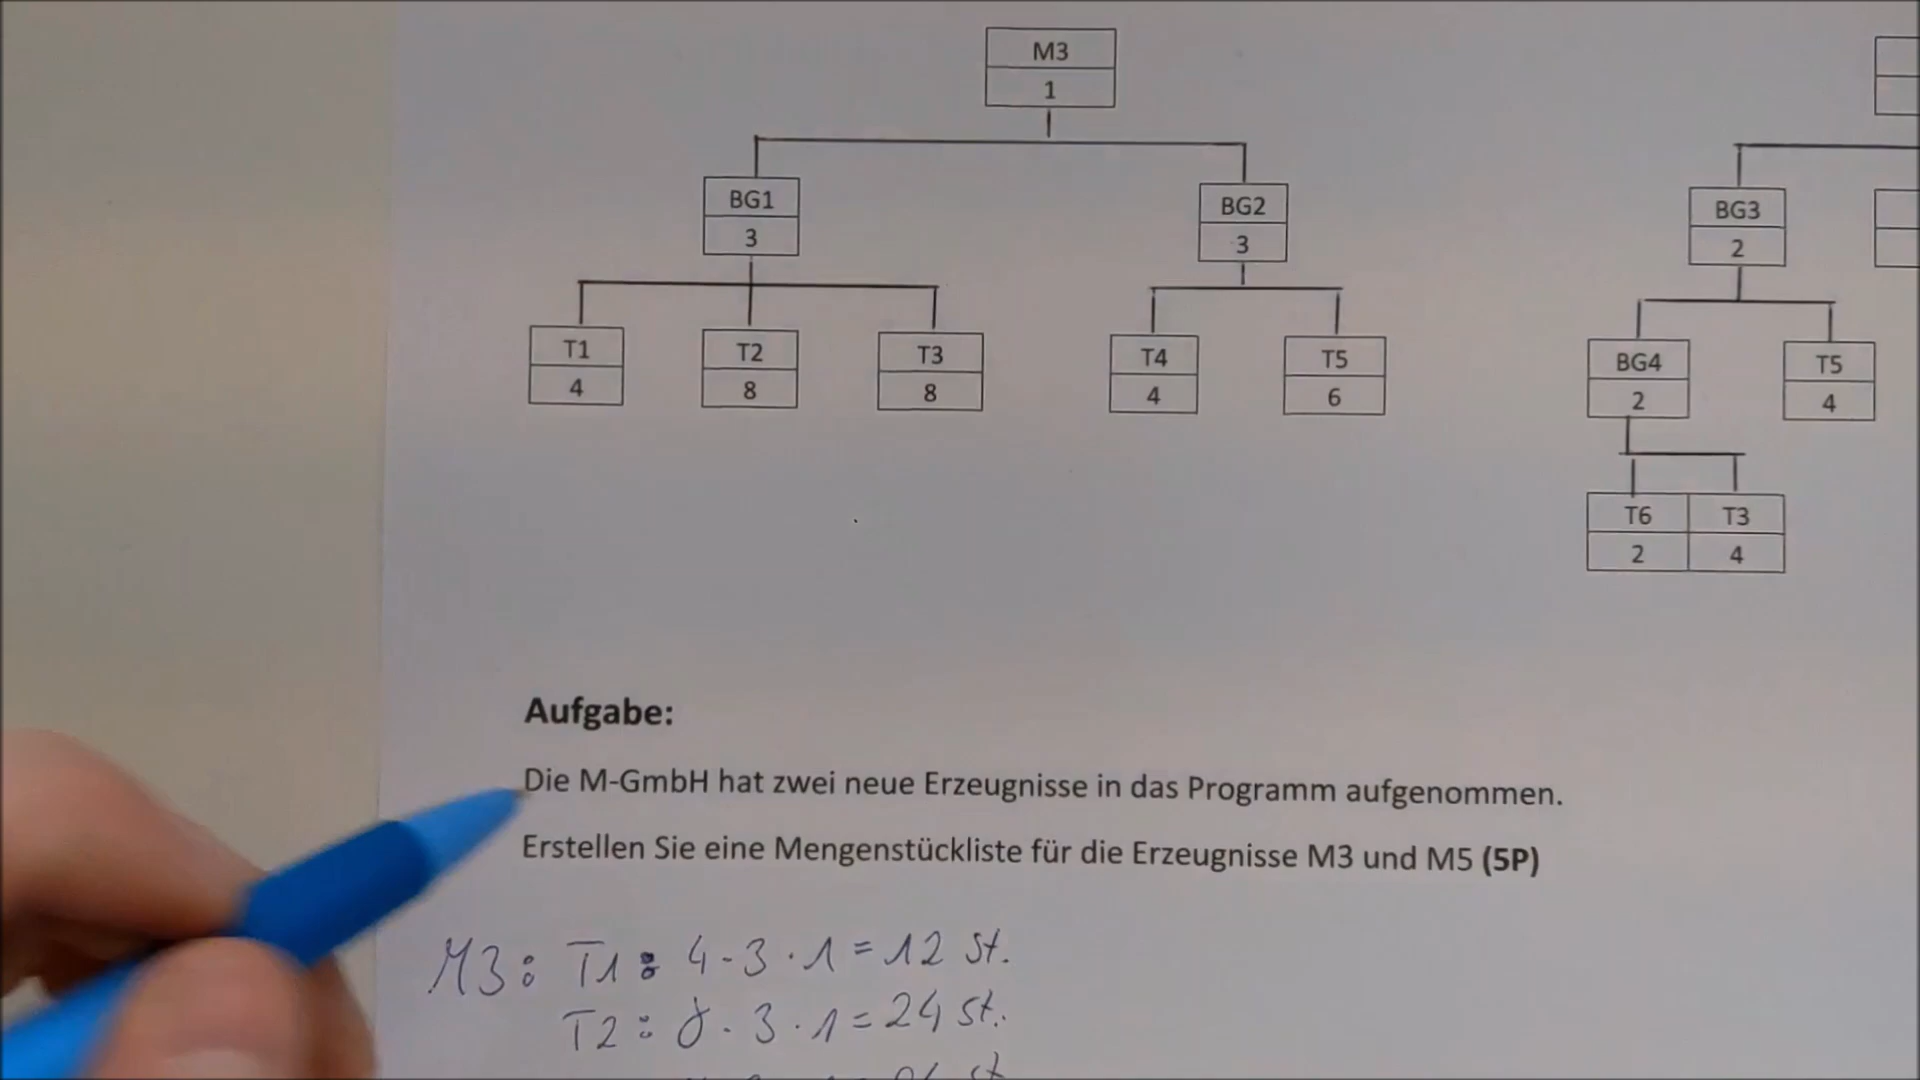 M3
1
BG1
3
BG2
3
BG3
2
T1
4
T2
8
T3
8
T4
4
T5
6
BG4
2
T5
4
T6
2
T3
4
Aufgabe:
Die M-GmbH hat zwei neue Erzeugnisse in das Programm aufgenommen.
Erstellen Sie eine Mengenstückliste für die Erzeugnisse M3 und M5 (5P)
M3: T1: 4 · 3 · 1 = 12 St.
T2: 8 · 3 · 1 = 24 St.